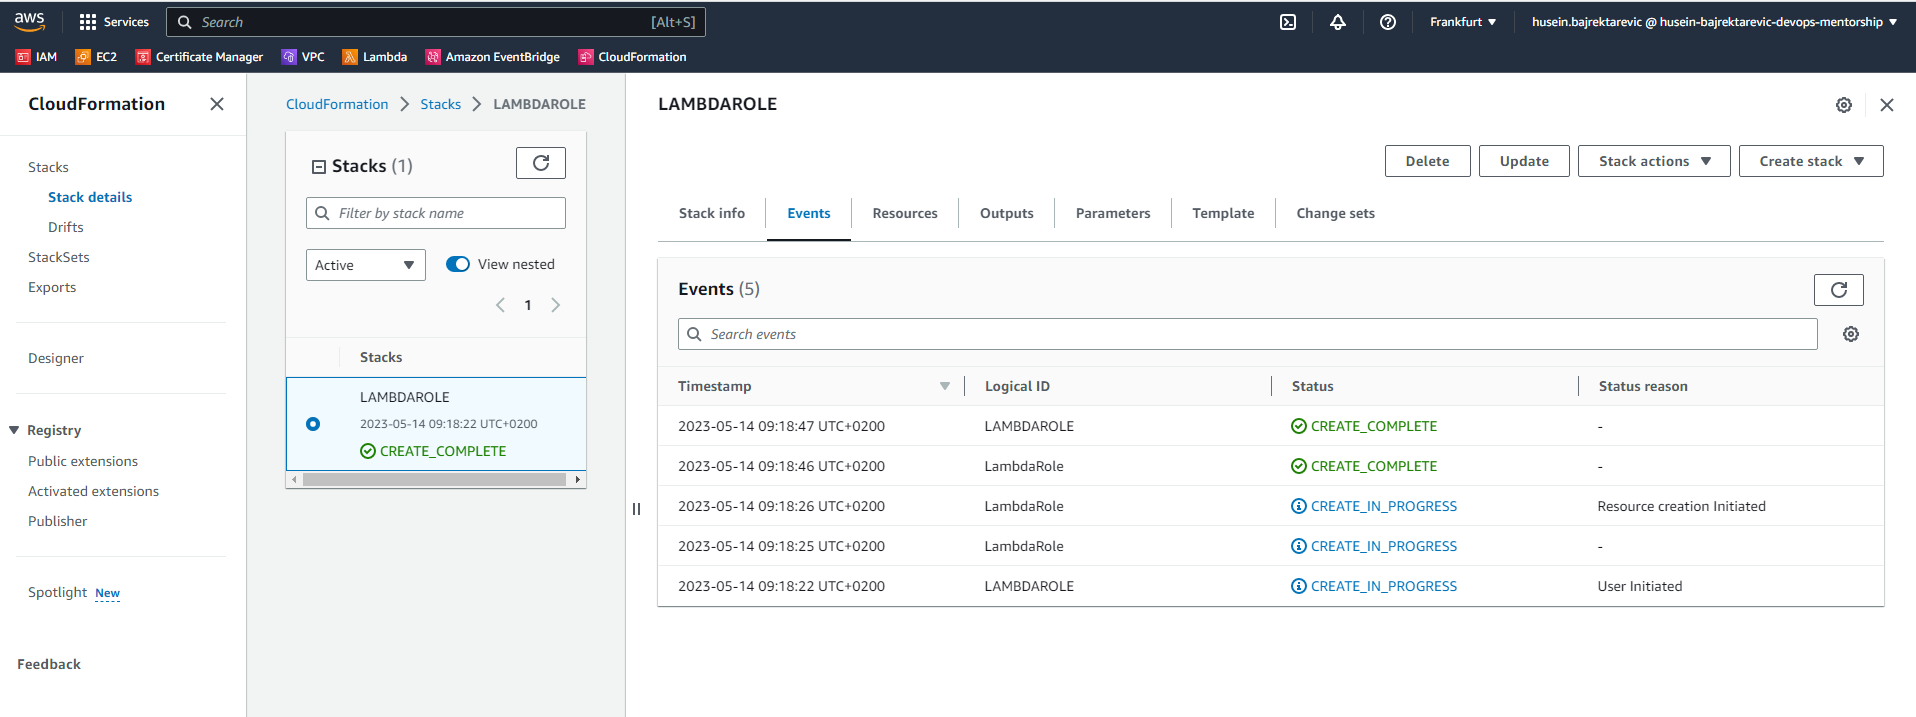 aws Services Search [Alt+S] Frankfurt husein.bajrektarevic @ husein-bajrektarevic-devops-mentorship
IAM EC2 Certificate Manager VPC Lambda Amazon EventBridge CloudFormation
CloudFormation
Stacks
Stack details
Drifts
StackSets
Exports
Designer
Registry
Public extensions
Activated extensions
Publisher
Spotlight New
Feedback
CloudFormation Stacks LAMBDAROLE
Stacks (1)
Filter by stack name
Active View nested
1
Stacks
LAMBDAROLE
2023-05-14 09:18:22 UTC+0200
CREATE_COMPLETE
LAMBDAROLE
Delete Update Stack actions Create stack
Stack info Events Resources Outputs Parameters Template Change sets
Events (5)
Search events
Timestamp Logical ID Status Status reason
2023-05-14 09:18:47 UTC+0200 LAMBDAROLE CREATE_COMPLETE -
2023-05-14 09:18:46 UTC+0200 LambdaRole CREATE_COMPLETE -
2023-05-14 09:18:26 UTC+0200 LambdaRole CREATE_IN_PROGRESS Resource creation Initiated
2023-05-14 09:18:25 UTC+0200 LambdaRole CREATE_IN_PROGRESS -
2023-05-14 09:18:22 UTC+0200 LAMBDAROLE CREATE_IN_PROGRESS User Initiated